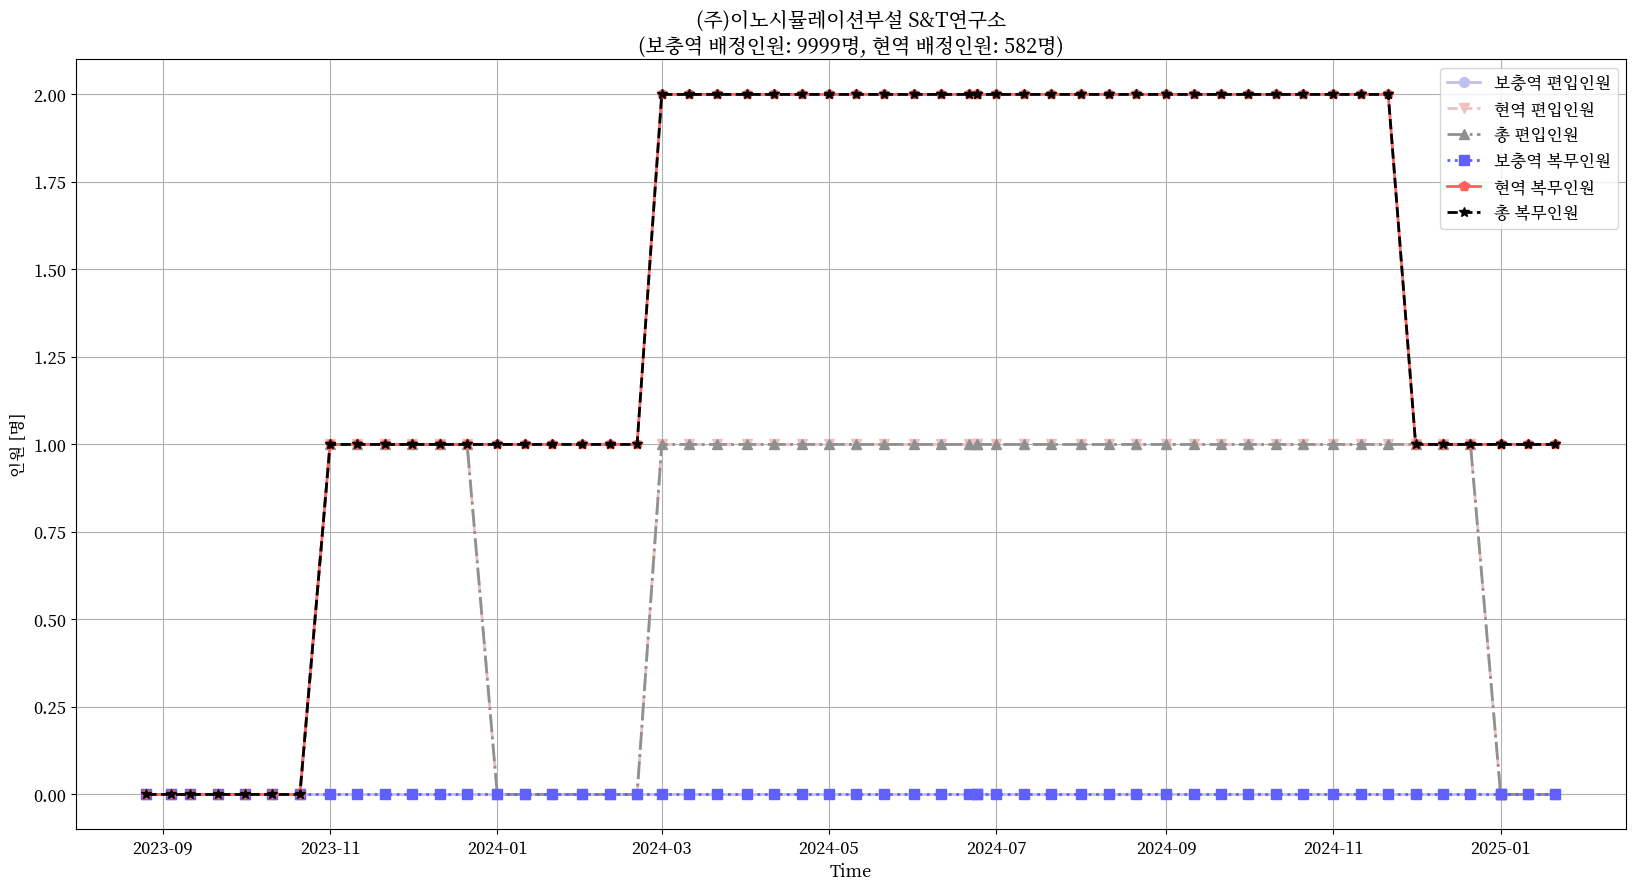 (주)이노시뮬레이션부설 S&T연구소
(보충역 배정인원: 9999명, 현역 배정인원: 582명)
보충역 편입인원
현역 편입인원
총 편입인원
보충역 복무인원
현역 복무인원
총 복무인원
인원 [명]
2.00
1.75
1.50
1.25
1.00
0.75
0.50
0.25
0.00
2023-09 2023-11 2024-01 2024-03 2024-05 2024-07 2024-09 2024-11 2025-01
Time